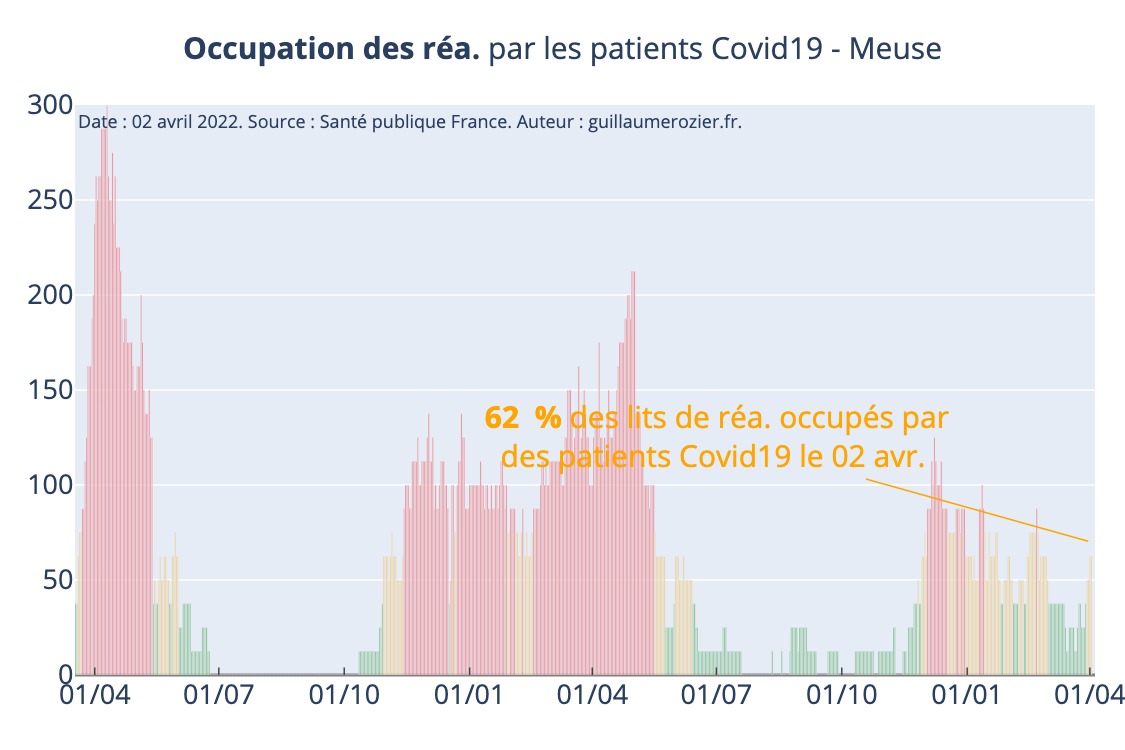 Occupation des réa. par les patients Covid19 - Meuse
300
Date : 02 avril 2022. Source : Santé publique France. Auteur : guillaumerozier.fr.
250
200
150
62 % des lits de réa. occupés par
des patients Covid19 le 02 avr.
100
50
0
01/04 01/07 01/10 01/01 01/04 01/07 01/10 01/01 01/04